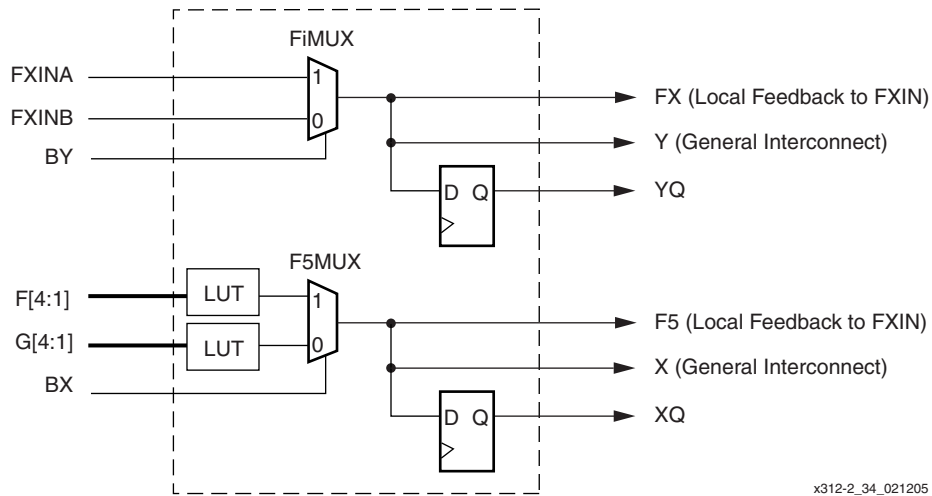 FiMUX
FXINA
1
FX (Local Feedback to FXIN)
FXINB
0
Y (General Interconnect)
BY
D Q
YQ
F5MUX
F[4:1]
LUT
1
F5 (Local Feedback to FXIN)
G[4:1]
LUT
0
X (General Interconnect)
BX
D Q
XQ
x312-2_34_021205